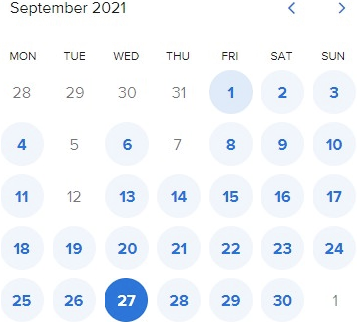 September 2021
MON TUE WED THU FRI SAT SUN
28 29 30 31 1 2 3
4 5 6 7 8 9 10
11 12 13 14 15 16 17
18 19 20 21 22 23 24
25 26 27 28 29 30 1